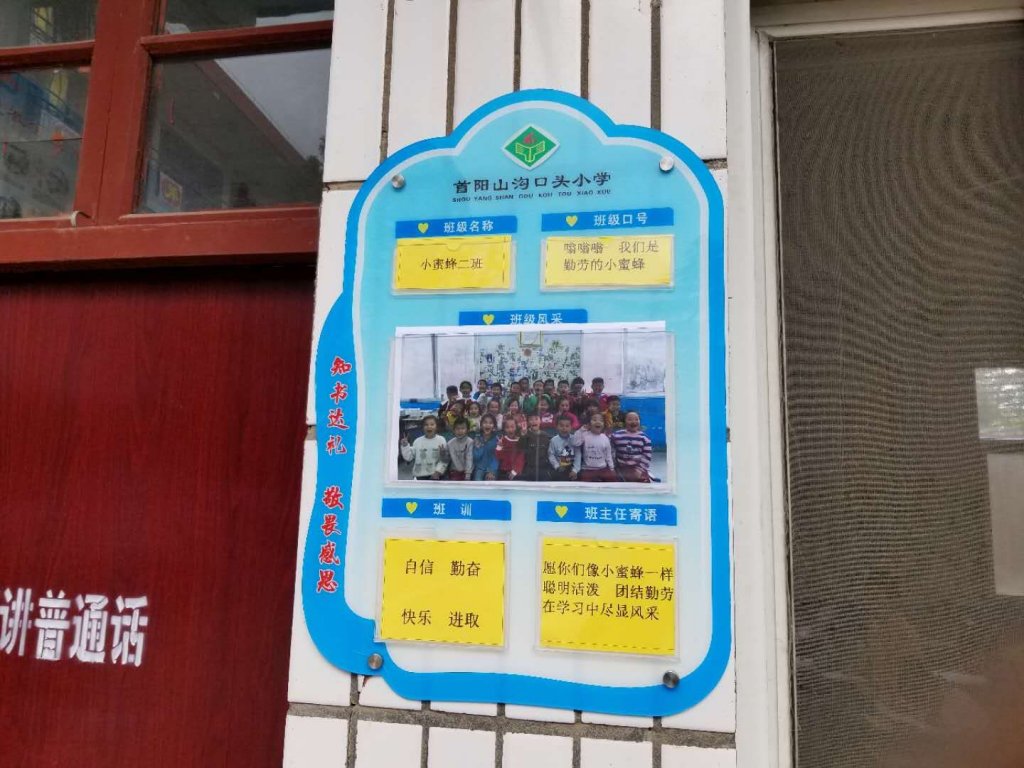 首阳山沟口头小学
SHOU YANG SHAN GOU KOU TOU XIAO XUE
班级名称
小蜜蜂二班
班级口号
嗡嗡嗡 我们是
勤劳的小蜜蜂
班级风采
知书达礼 敬畏感恩
班 训
自信 勤奋
快乐 进取
班主任寄语
愿你们像小蜜蜂一样
聪明活泼 团结勤劳
在学习中尽显风采
讲普通话